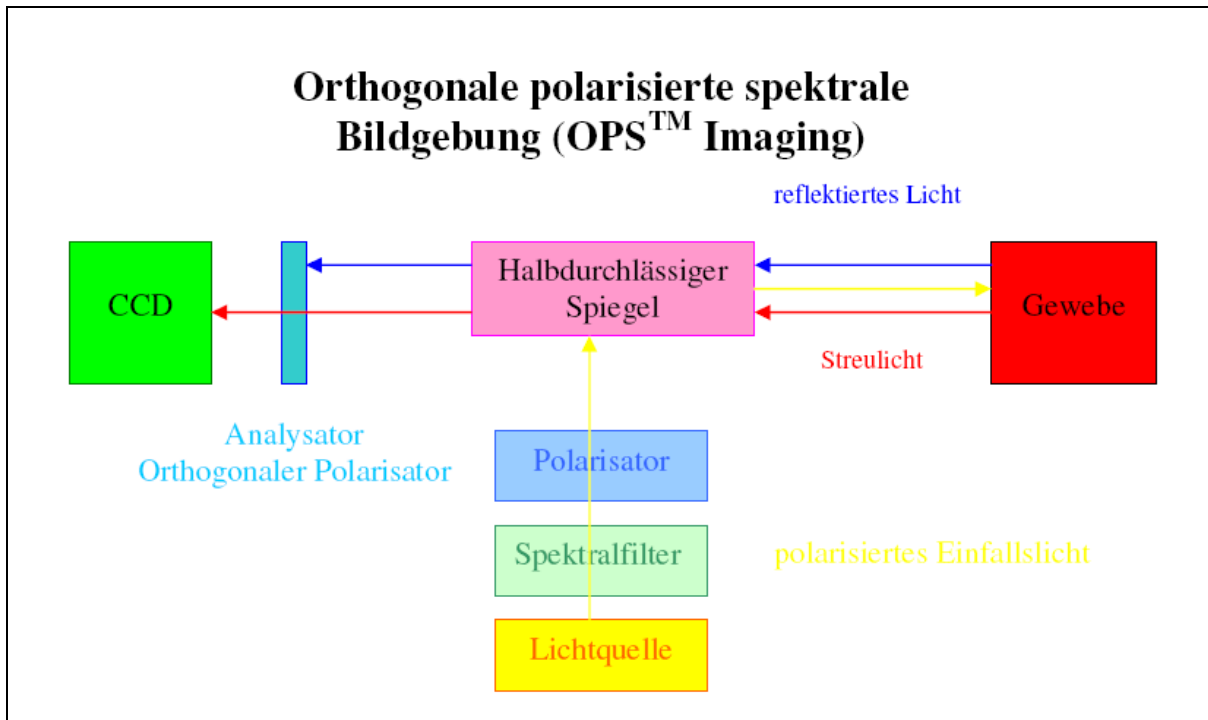 Orthogonale polarisierte spektrale
Bildgebung (OPS™ Imaging)
reflektiertes Licht
CCD
Halbdurchlässiger
Spiegel
Gewebe
Streulicht
Analysator
Orthogonaler Polarisator
Polarisator
Spektralfilter
polarisiertes Einfallslicht
Lichtquelle